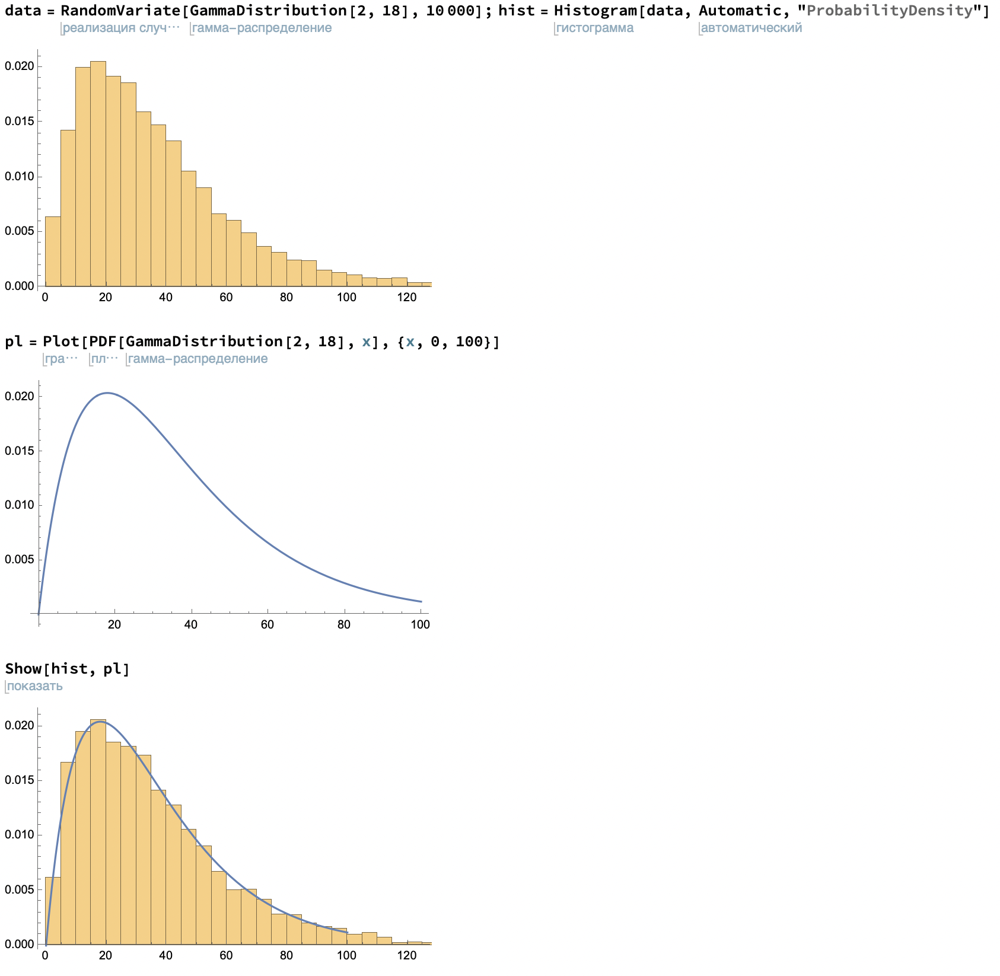 data = RandomVariate[GammaDistribution[2, 18], 10 000]; hist = Histogram[data, Automatic, "ProbabilityDensity"]
реализация случ··· гамма-распределение гистограмма автоматический
0.020
0.015
0.010
0.005
0.000
0 20 40 60 80 100 120
pl = Plot[PDF[GammaDistribution[2, 18], x], {x, 0, 100}]
гра··· пл··· гамма-распределение
0.020
0.015
0.010
0.005
20 40 60 80 100
Show[hist, pl]
показать
0.020
0.015
0.010
0.005
0.000
0 20 40 60 80 100 120